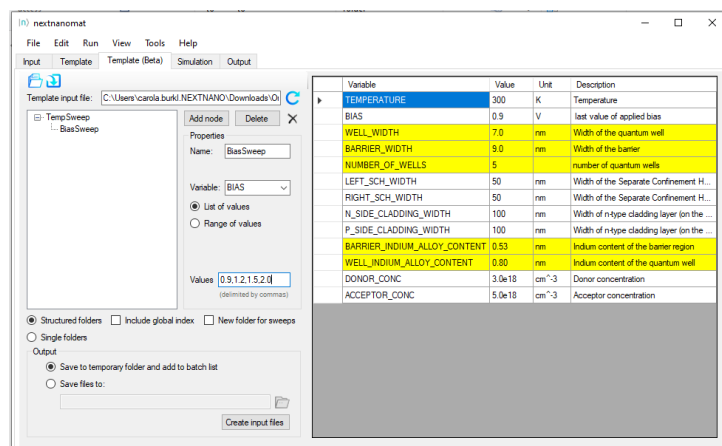 nextnanomat
File Edit Run View Tools Help
Input Template Template (Beta) Simulation Output
Template input file: C:\Users\carola.burkl.NEXTNANO\Downloads\O
TempSweep
BiasSweep
Add node Delete
Properties
Name: BiasSweep
Variable: BIAS
List of values
Range of values
Values 0.9,1.2,1.5,2.0
(delimited by commas)
Structured folders Include global index New folder for sweeps
Single folders
Output
Save to temporary folder and add to batch list
Save files to:
Create input files
Variable Value Unit Description
TEMPERATURE 300 K Temperature
BIAS 0.9 V last value of applied bias
WELL_WIDTH 7.0 nm Width of the quantum well
BARRIER_WIDTH 9.0 nm Width of the barrier
NUMBER_OF_WELLS 5 number of quantum wells
LEFT_SCH_WIDTH 50 nm Width of the Separate Confinement H...
RIGHT_SCH_WIDTH 50 nm Width of the Separate Confinement H...
N_SIDE_CLADDING_WIDTH 100 nm Width of n-type cladding layer (on the ...
P_SIDE_CLADDING_WIDTH 100 nm Width of p-type cladding layer (on the ...
BARRIER_INDIUM_ALLOY_CONTENT 0.53 nm Indium content of the barrier region
WELL_INDIUM_ALLOY_CONTENT 0.80 nm Indium content of the quantum well
DONOR_CONC 3.0e18 cm^-3 Donor concentration
ACCEPTOR_CONC 5.0e18 cm^-3 Acceptor concentration